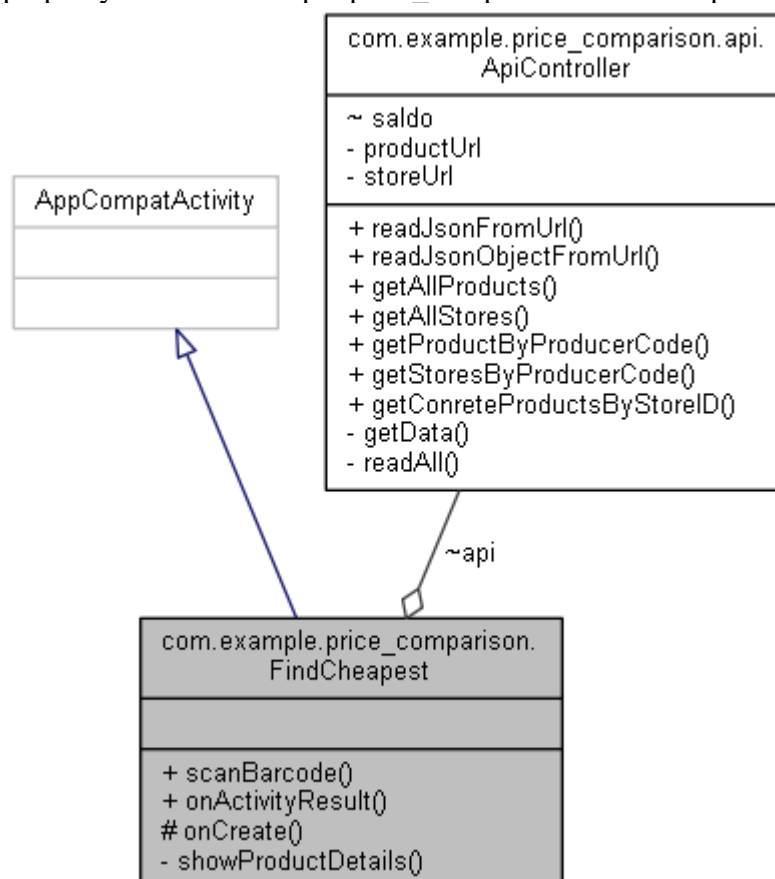 com.example.price_comparison.api.
ApiController
~ saldo
- productUrl
- storeUrl
+ readJsonFromUrl()
+ readJsonObjectFromUrl()
+ getAllProducts()
+ getAllStores()
+ getProductByProducerCode()
+ getStoresByProducerCode()
+ getConreteProductsByStoreID()
- getData()
- readAll()
AppCompatActivity
~api
com.example.price_comparison.
FindCheapest
+ scanBarcode()
+ onActivityResult()
# onCreate()
- showProductDetails()